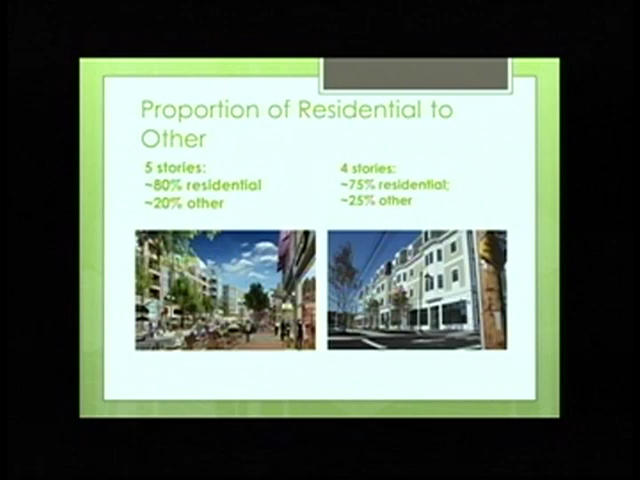 Proportion of Residential to
Other
5 stories:
~80% residential
~20% other
4 stories:
~75% residential;
~25% other